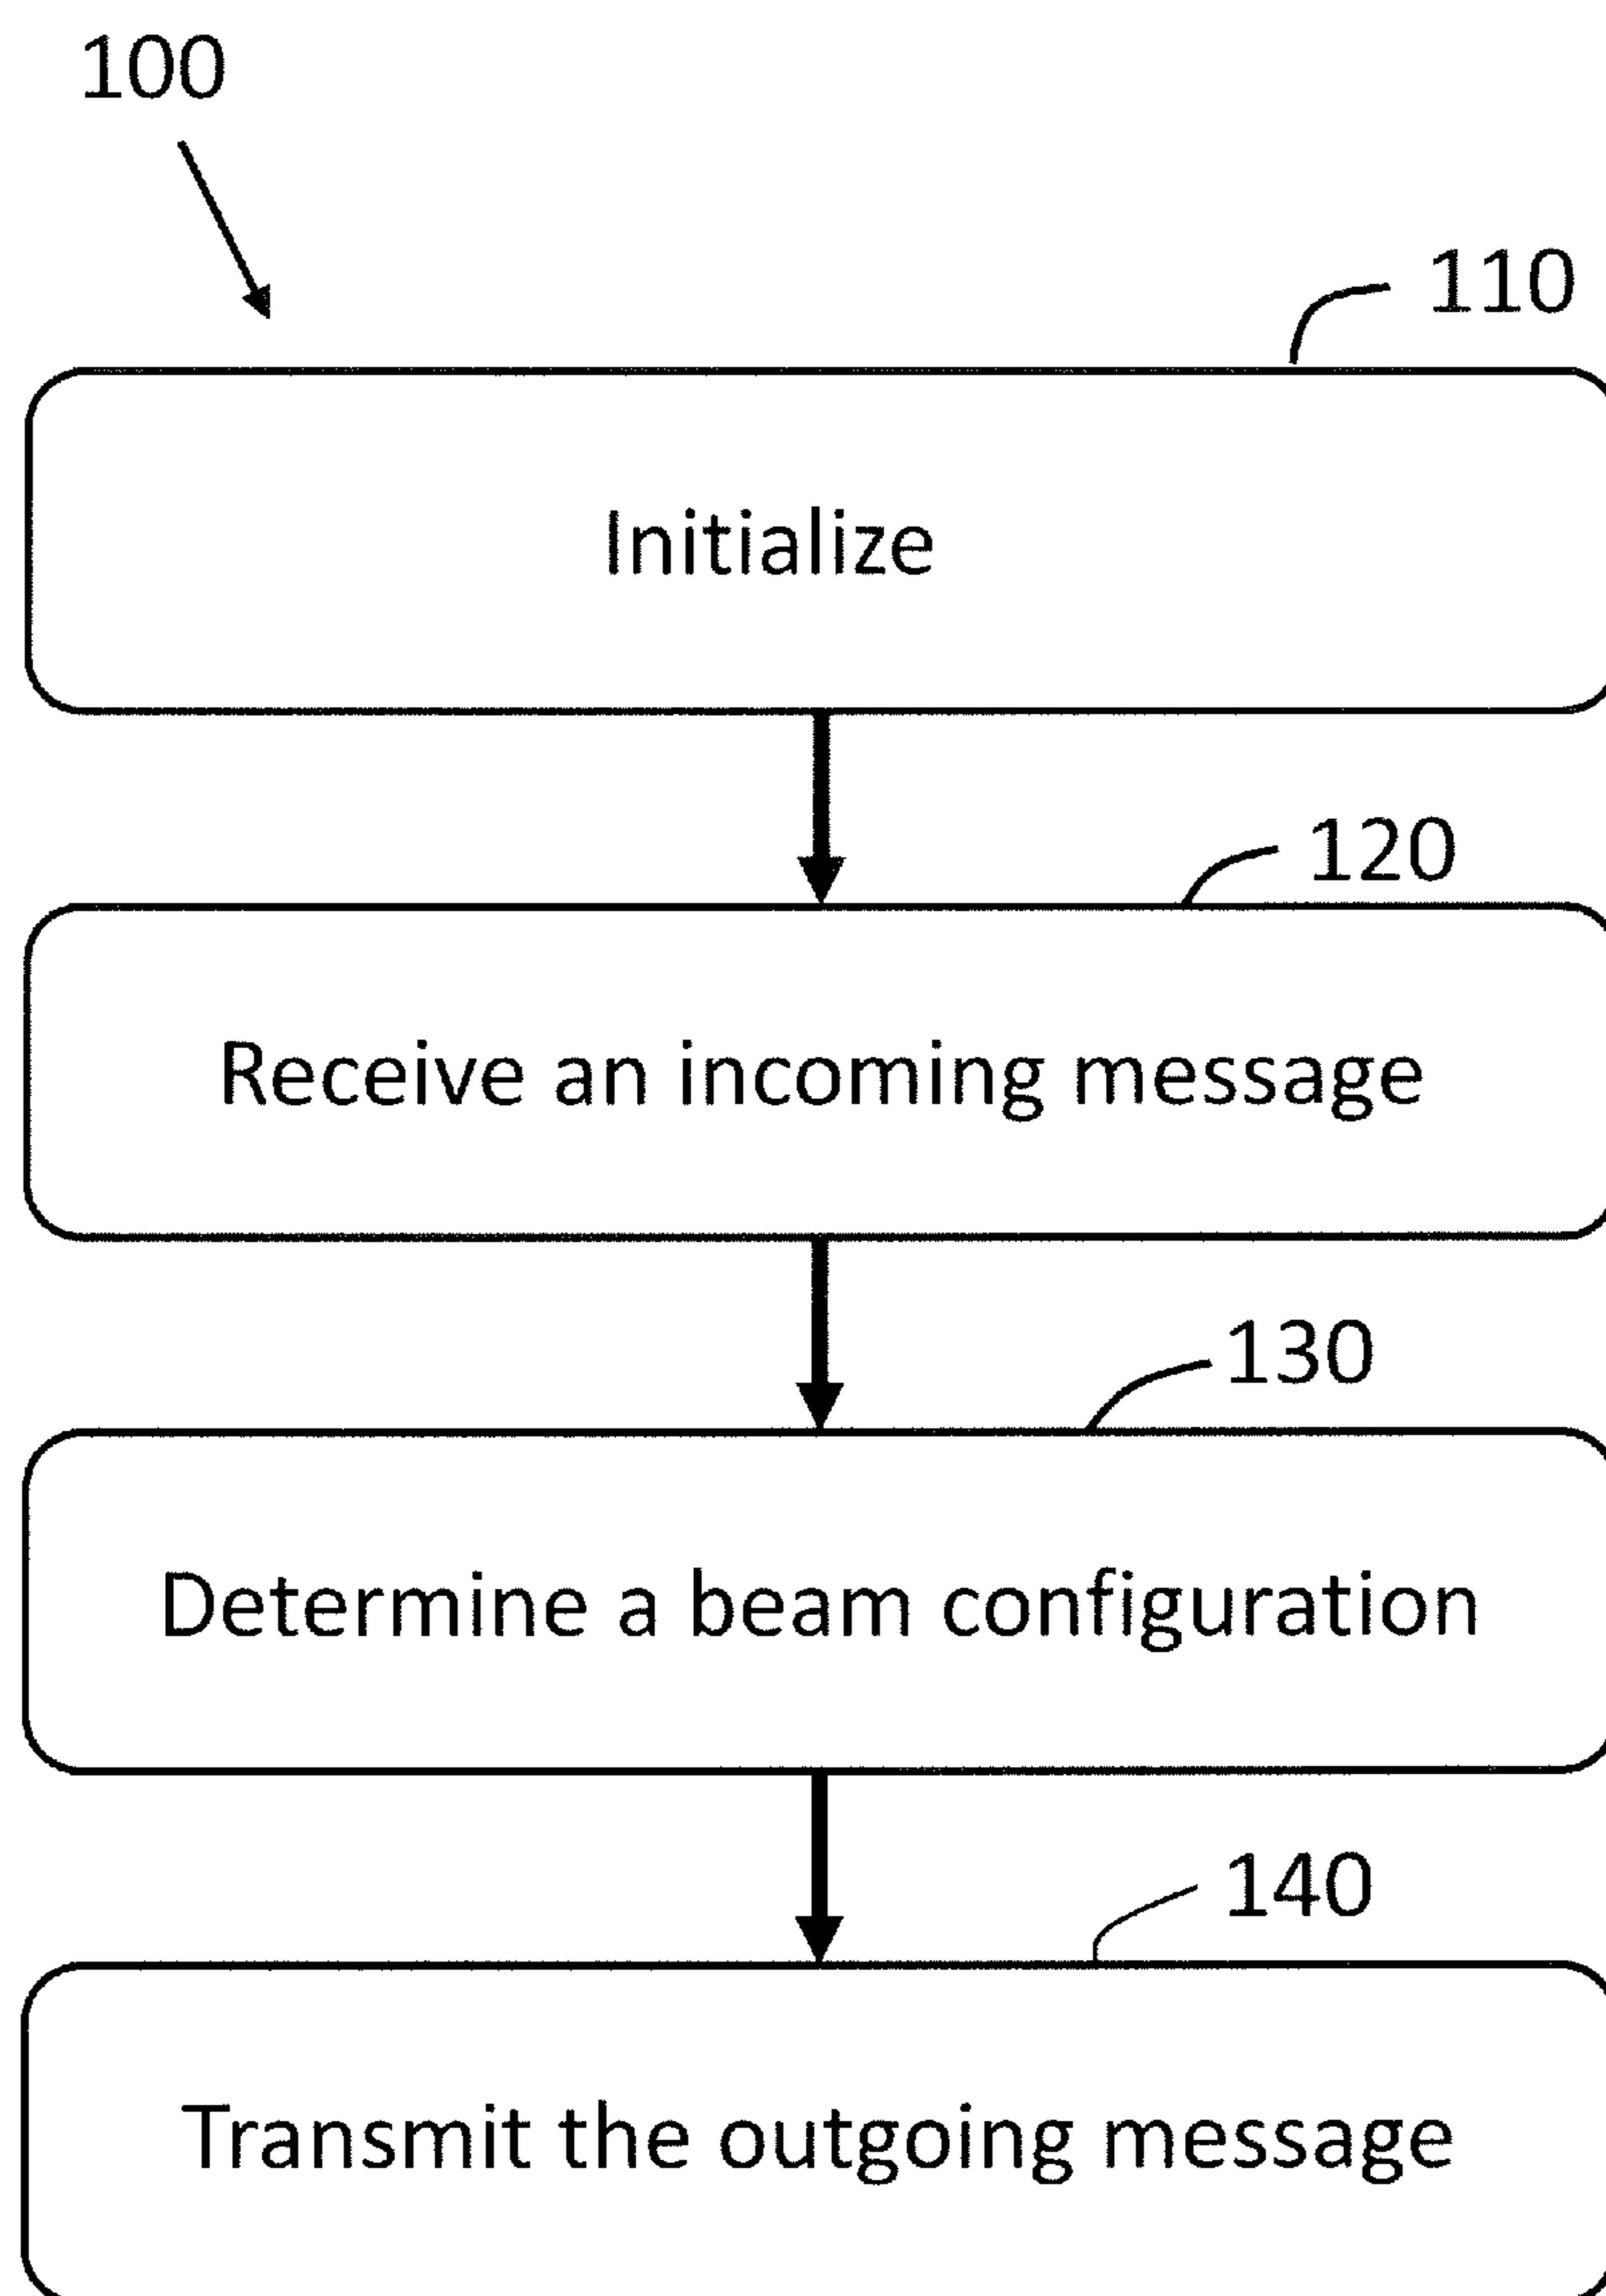 100
110
Initialize
120
Receive an incoming message
130
Determine a beam configuration
140
Transmit the outgoing message